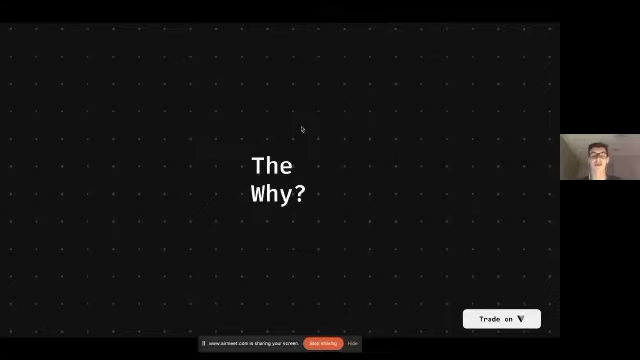 The
Why?
Trade on
www.airmeet.com is sharing your screen.
Stop sharing
Hide